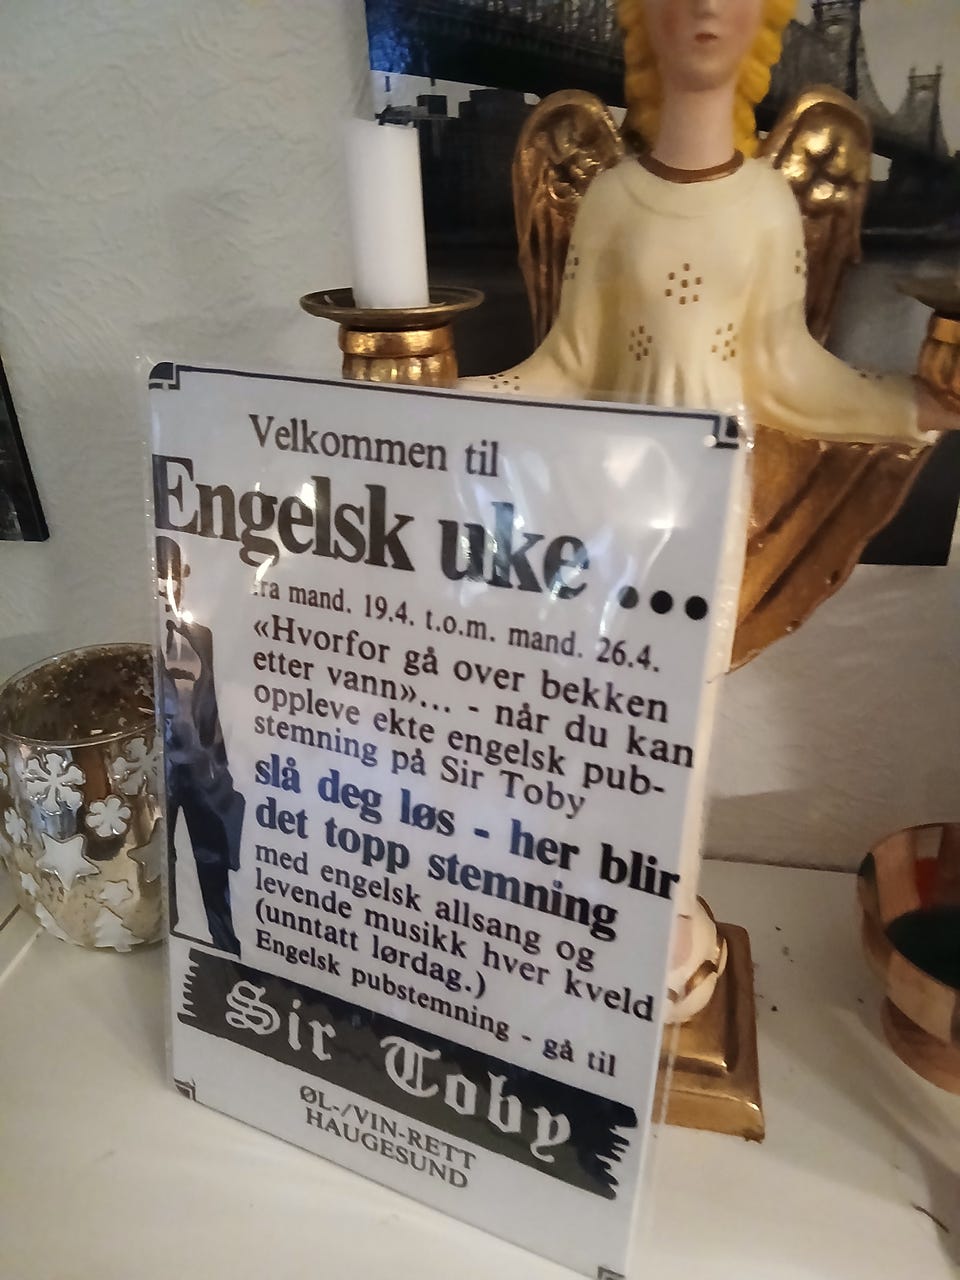 Velkommen til
Engelsk uke ...
fra mand. 19.4. t.o.m. mand. 26.4.
«Hvorfor gå over bekken
etter vann»... - når du kan
oppleve ekte engelsk pub-
stemning på Sir Toby
slå deg løs - her blir
det topp stemning
med engelsk allsang og
levende musikk hver kveld
(unntatt lørdag.)
Engelsk pubstemning - gå til
Sir Toby
ØL-/VIN-RETT
HAUGESUND